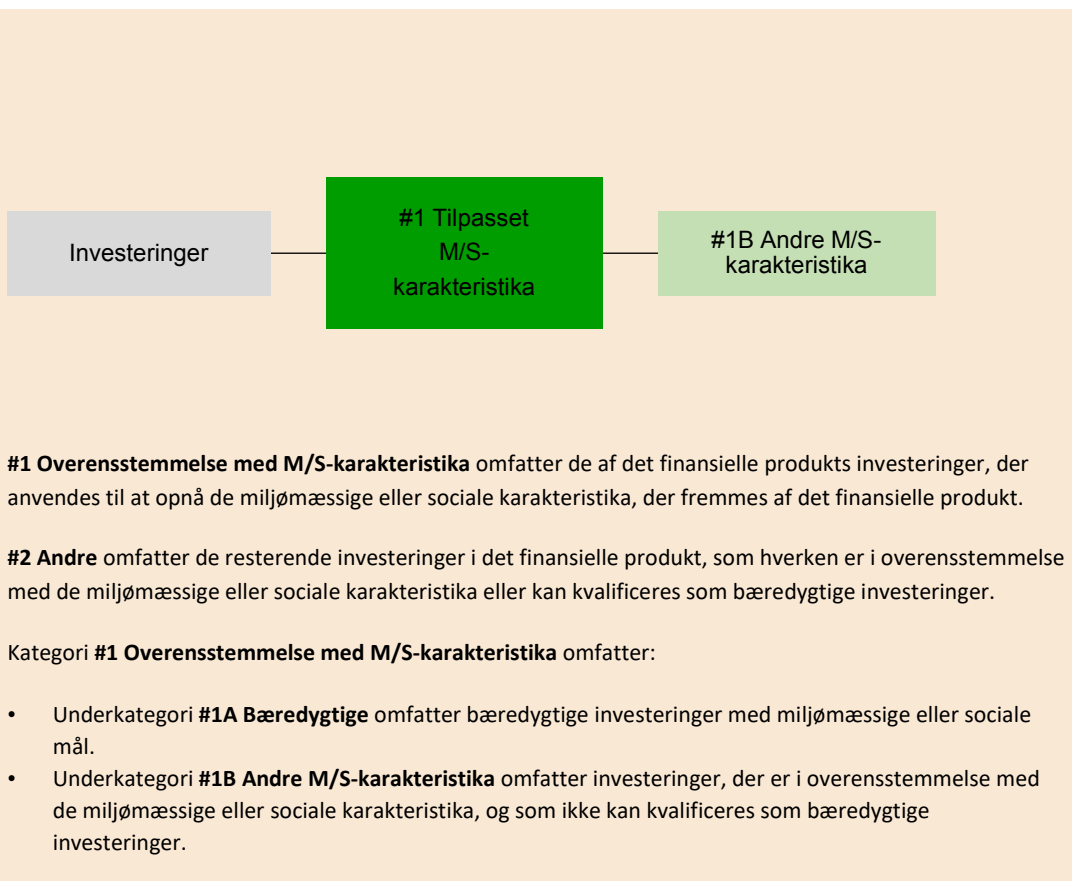 Investeringer
#1 Tilpasset
M/S-
karakteristika
#1B Andre M/S-
karakteristika
#1 Overensstemmelse med M/S-karakteristika omfatter de af det finansielle produkts investeringer, der
anvendes til at opnå de miljømæssige eller sociale karakteristika, der fremmes af det finansielle produkt.
#2 Andre omfatter de resterende investeringer i det finansielle produkt, som hverken er i overensstemmelse
med de miljømæssige eller sociale karakteristika eller kan kvalificeres som bæredygtige investeringer.
Kategori #1 Overensstemmelse med M/S-karakteristika omfatter:
• Underkategori #1A Bæredygtige omfatter bæredygtige investeringer med miljømæssige eller sociale
mål.
• Underkategori #1B Andre M/S-karakteristika omfatter investeringer, der er i overensstemmelse med
de miljømæssige eller sociale karakteristika, og som ikke kan kvalificeres som bæredygtige
investeringer.